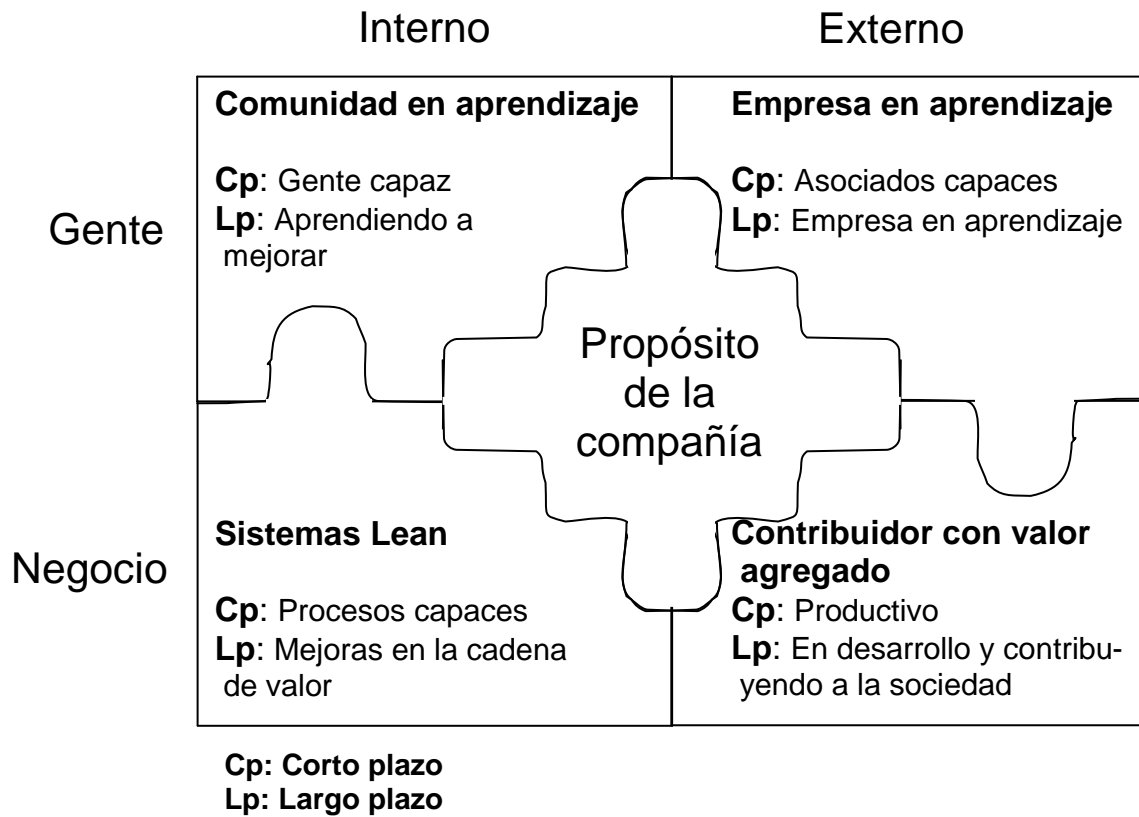 Interno
Externo
Gente
Comunidad en aprendizaje
Cp: Gente capaz
Lp: Aprendiendo a
mejorar
Empresa en aprendizaje
Cp: Asociados capaces
Lp: Empresa en aprendizaje
Propósito
de la
compañía
Negocio
Sistemas Lean
Cp: Procesos capaces
Lp: Mejoras en la cadena
de valor
Contribuidor con valor
agregado
Cp: Productivo
Lp: En desarrollo y contribu-
yendo a la sociedad
Cp: Corto plazo
Lp: Largo plazo